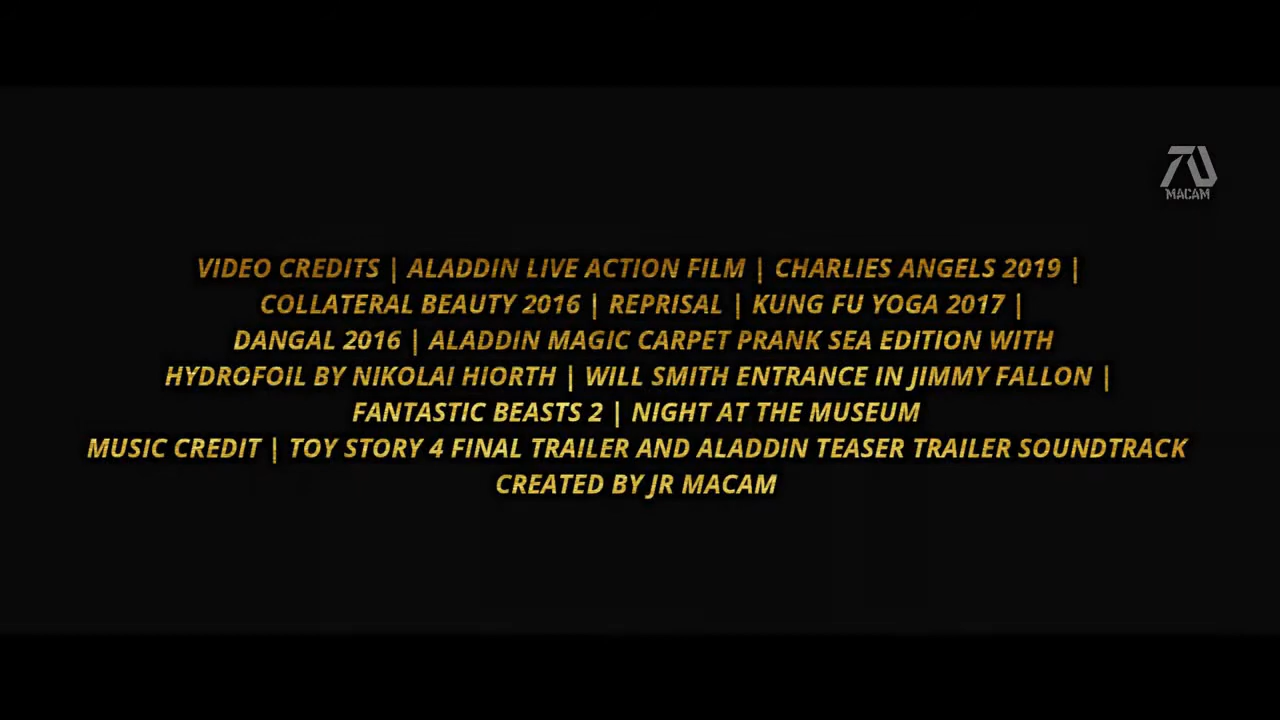 MACAM
VIDEO CREDITS | ALADDIN LIVE ACTION FILM | CHARLIES ANGELS 2019 |
COLLATERAL BEAUTY 2016 | REPRISAL | KUNG FU YOGA 2017 |
DANGAL 2016 | ALADDIN MAGIC CARPET PRANK SEA EDITION WITH
HYDROFOIL BY NIKOLAI HIORTH | WILL SMITH ENTRANCE IN JIMMY FALLON |
FANTASTIC BEASTS 2 | NIGHT AT THE MUSEUM
MUSIC CREDIT | TOY STORY 4 FINAL TRAILER AND ALADDIN TEASER TRAILER SOUNDTRACK
CREATED BY JR MACAM